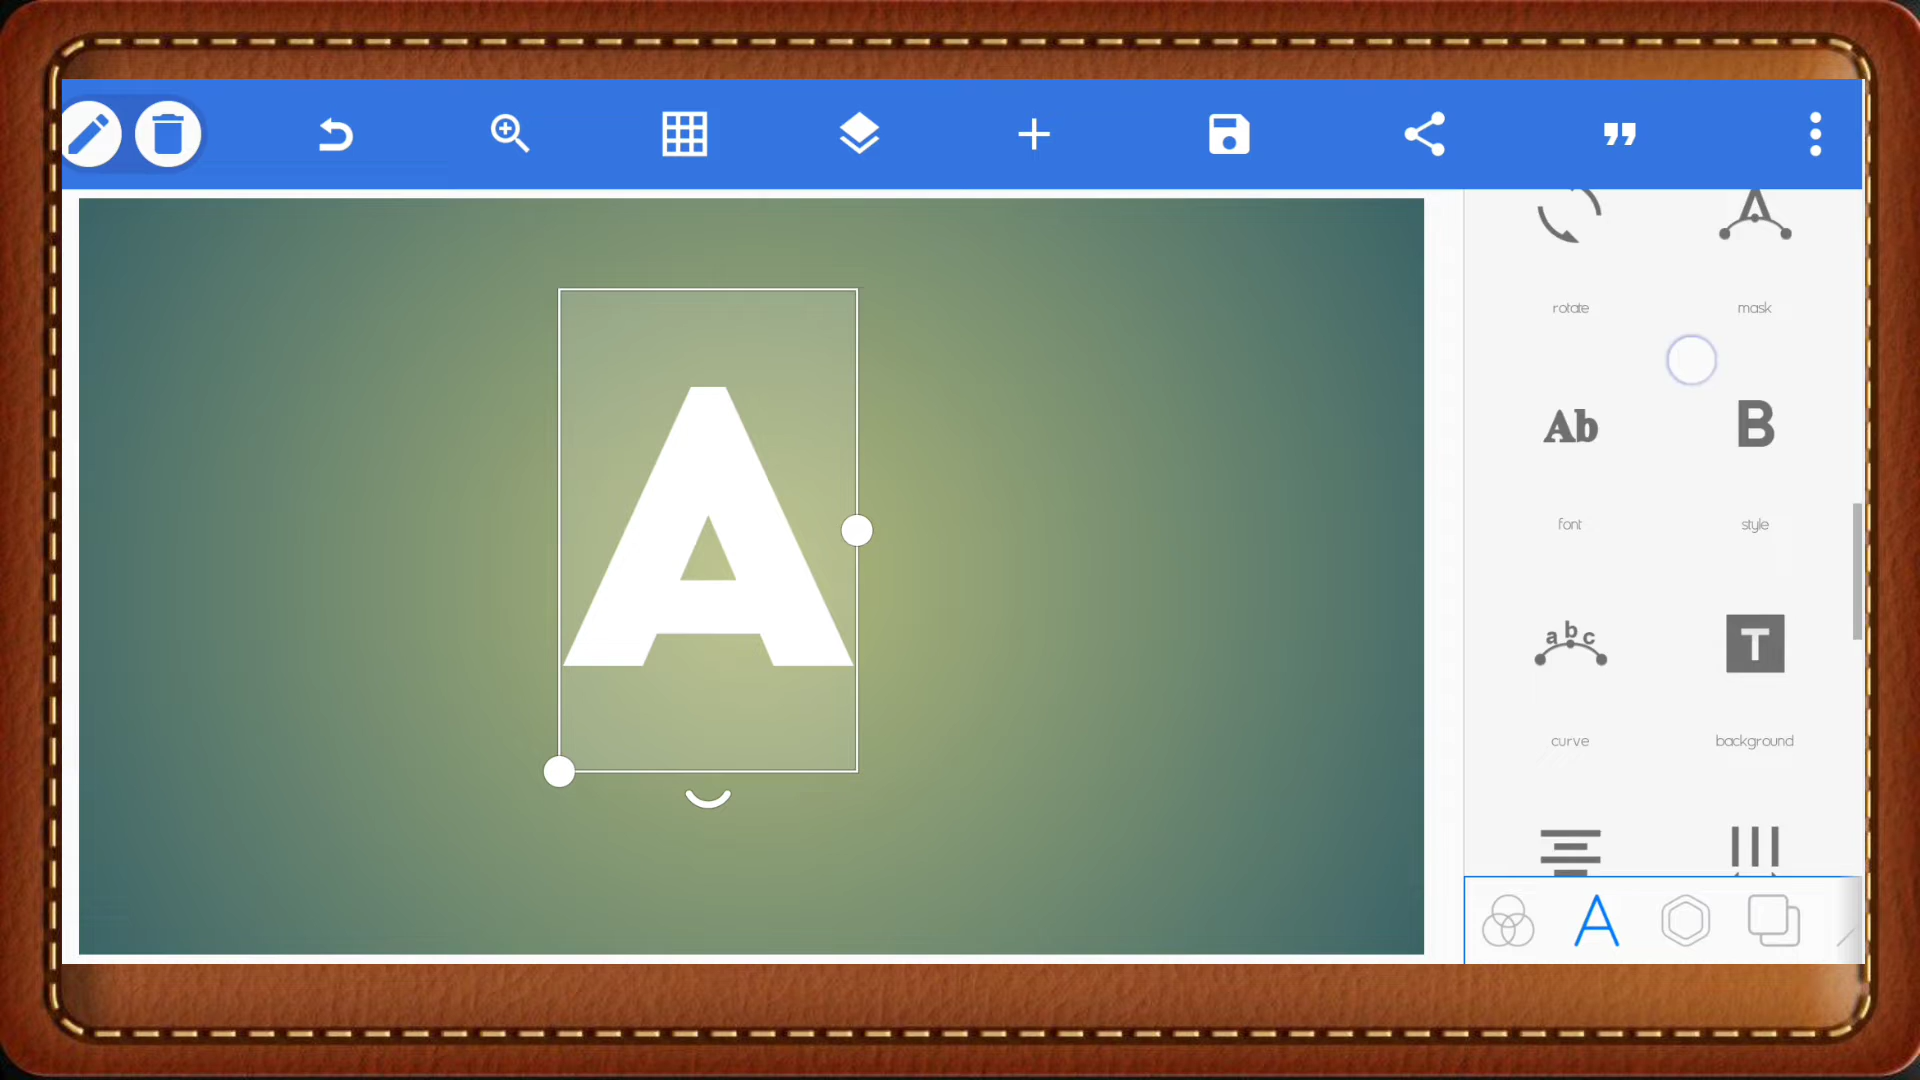 A
rotate
mask
Ab
B
font
style
abc
T
curve
background
A